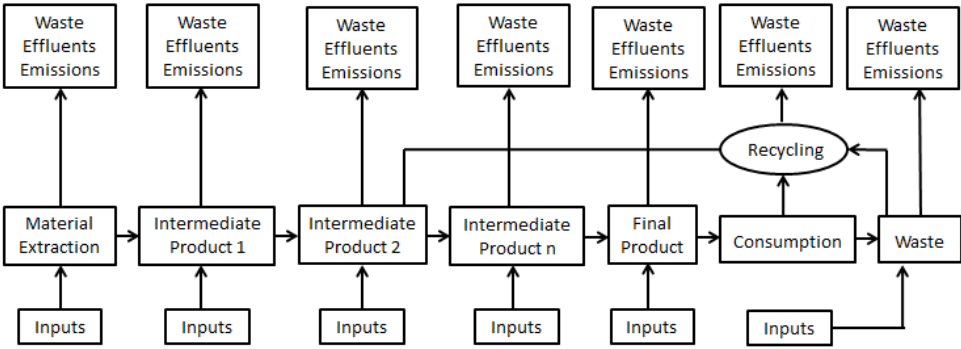 Waste
Effluents
Emissions
Waste
Effluents
Emissions
Waste
Effluents
Emissions
Waste
Effluents
Emissions
Waste
Effluents
Emissions
Waste
Effluents
Emissions
Waste
Effluents
Emissions
Recycling
Material
Extraction
Intermediate
Product 1
Intermediate
Product 2
Intermediate
Product n
Final
Product
Consumption
Waste
Inputs
Inputs
Inputs
Inputs
Inputs
Inputs